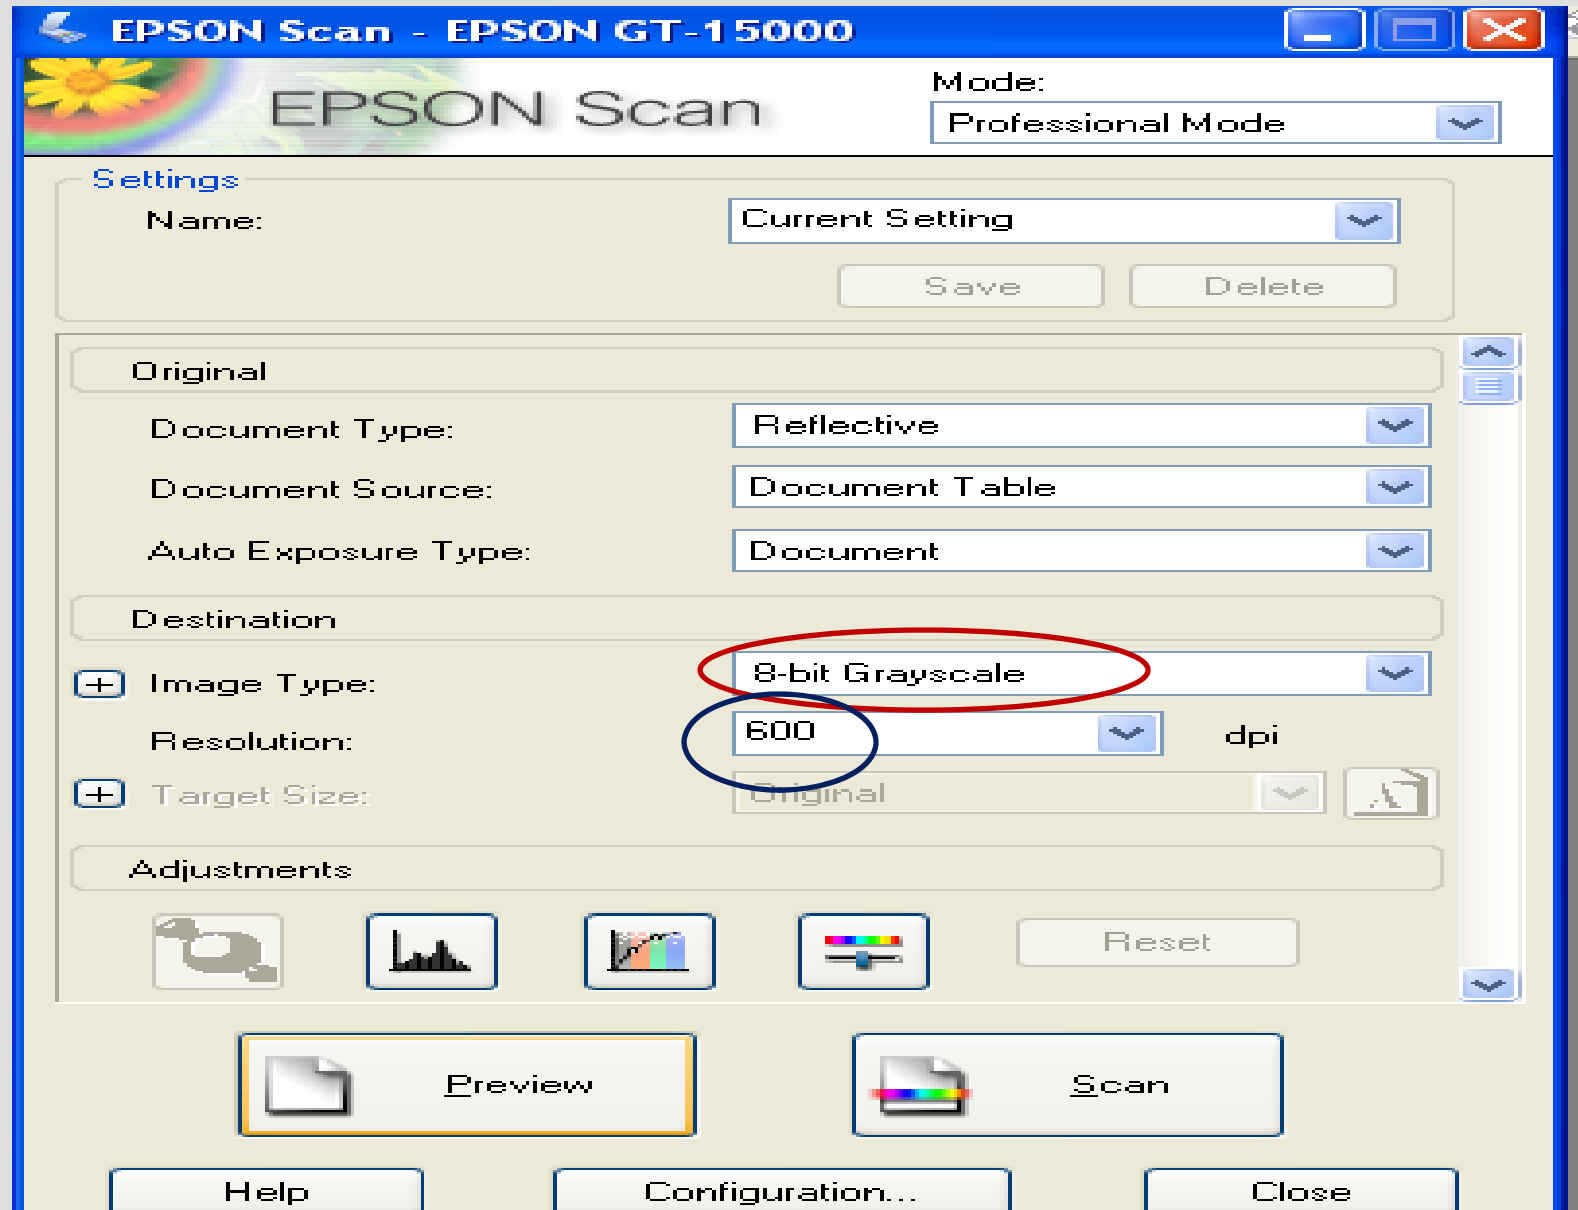 EPSON Scan - EPSON GT-15000
EPSON Scan
Mode:
Professional Mode
Settings
Name: Current Setting
Save Delete
Original
Document Type: Reflective
Document Source: Document Table
Auto Exposure Type: Document
Destination
Image Type: 8-bit Grayscale
Resolution: 600 dpi
Target Size: Original
Adjustments
Reset
Preview Scan
Help Configuration... Close